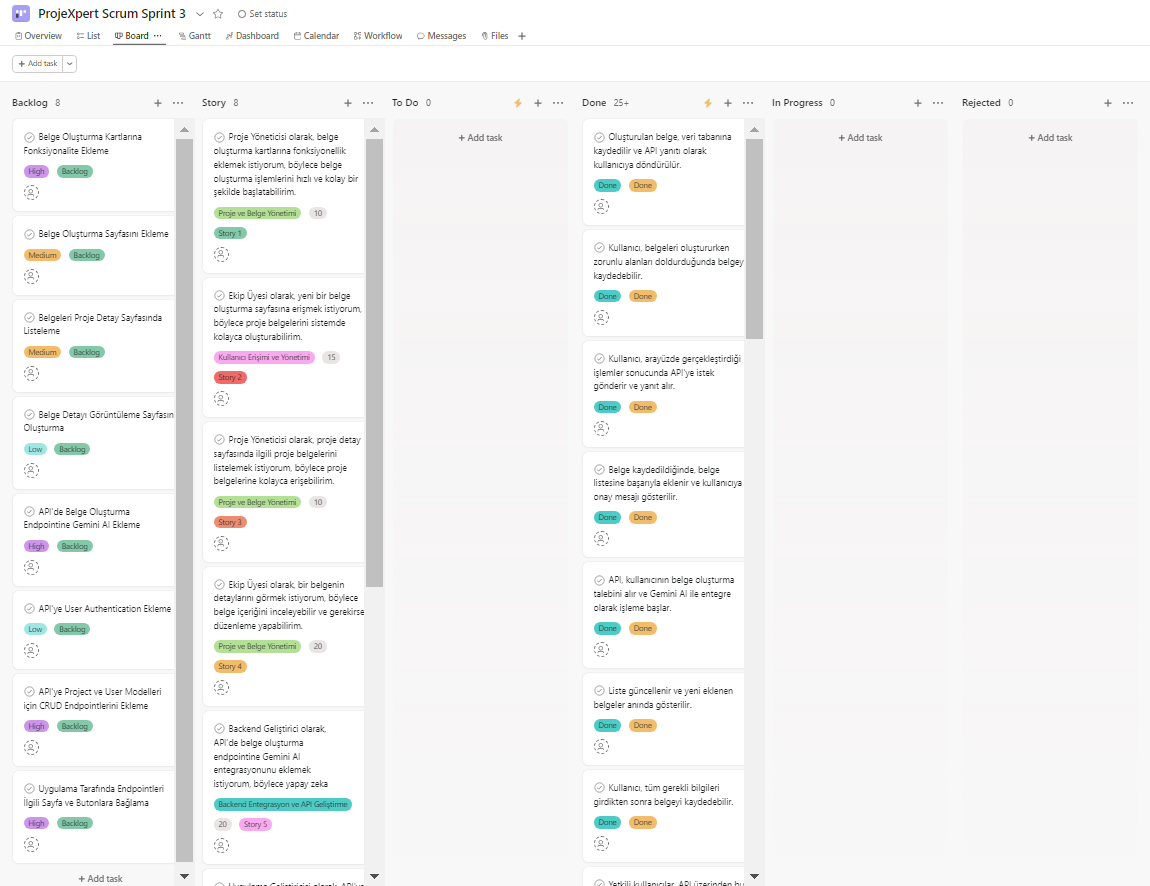 ProjeXpert Scrum Sprint 3
Set status
Overview
List
Board
Gantt
Dashboard
Calendar
Workflow
Messages
Files
+ Add task
Backlog 8
Belge Oluşturma Kartlarına
Fonksiyonalite Ekleme
High
Backlog
Belge Oluşturma Sayfasını Ekleme
Medium
Backlog
Belgeleri Proje Detay Sayfasında
Listeleme
Medium
Backlog
Belge Detayı Görüntüleme Sayfasın
Oluşturma
Low
Backlog
API'de Belge Oluşturma
Endpointine Gemini AI Ekleme
High
Backlog
API'ye User Authentication Ekleme
Low
Backlog
API'ye Project ve User Modelleri
için CRUD Endpointlerini Ekleme
High
Backlog
Uygulama Tarafında Endpointleri
İlgili Sayfa ve Butonlara Bağlama
High
Backlog
+ Add task
Story 8
Proje Yöneticisi olarak, belge
oluşturma kartlarına fonksiyonellik
eklemek istiyorum, böylece belge
oluşturma işlemlerini hızlı ve kolay bir
şekilde başlatabilirim.
Proje ve Belge Yönetimi
10
Story 1
Ekip Üyesi olarak, yeni bir belge
oluşturma sayfasına erişmek istiyorum,
böylece proje belgelerini sistemde
kolayca oluşturabilirim.
Kullanıcı Erişimi ve Yönetimi
15
Story 2
Proje Yöneticisi olarak, proje detay
sayfasında ilgili proje belgelerini
listelemek istiyorum, böylece proje
belgelerine kolayca erişebilirim.
Proje ve Belge Yönetimi
10
Story 3
Ekip Üyesi olarak, bir belgenin
detaylarını görmek istiyorum, böylece
belge içeriğini inceleyebilir ve gerekirse
düzenleme yapabilirim.
Proje ve Belge Yönetimi
20
Story 4
Backend Geliştirici olarak,
API'de belge oluşturma
endpointine Gemini AI
entegrasyonunu eklemek
istiyorum, böylece yapay zeka
Backend Entegrasyon ve API Geliştirme
20
Story 5
Uygulama Geliştiricisi olarak, API'ye
To Do 0
+ Add task
Done 25+
Oluşturulan belge, veri tabanına
kaydedilir ve API yanıtı olarak
kullanıcıya döndürülür.
Done
Done
Kullanıcı, belgeleri oluştururken
zorunlu alanları doldurduğunda belgey
kaydedebilir.
Done
Done
Kullanıcı, arayüzde gerçekleştirdiği
işlemler sonucunda API'ye istek
gönderir ve yanıt alır.
Done
Done
Belge kaydedildiğinde, belge
listesine başarıyla eklenir ve kullanıcıya
onay mesajı gösterilir.
Done
Done
API, kullanıcının belge oluşturma
talebini alır ve Gemini AI ile entegre
olarak işleme başlar.
Done
Done
Liste güncellenir ve yeni eklenen
belgeler anında gösterilir.
Done
Done
Kullanıcı, tüm gerekli bilgileri
girdikten sonra belgeyi kaydedebilir.
Done
Done
Yetkili kullanıcılar, API üzerinden bu
In Progress 0
+ Add task
Rejected 0
+ Add task